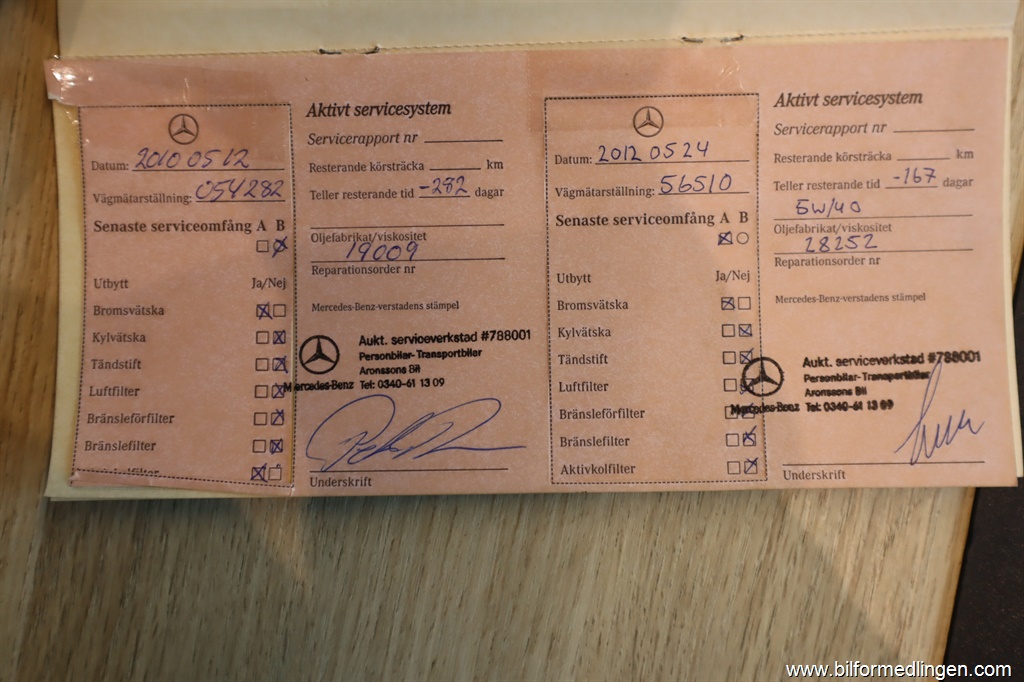 Datum: 2010 05 12
Vägmätarställning: 054282
Senaste serviceomfång A B
Utbytt Ja/Nej
Bromsvätska
Kylvätska
Tändstift
Luftfilter
Bränsleförfilter
Bränslefilter
Aktivt servicesystem
Servicerapport nr
Resterande körsträcka km
Teller resterande tid -282 dagar
Oljefabrikat/viskositet
19009
Reparationsorder nr
Mercedes-Benz-verstadens stämpel
Aukt. serviceverkstad #788001
Personbilar- Transportbilar
Aronssons Bil
Mercedes-Benz Tel: 0340-61 13 09
Underskrift
Datum: 2012 05 24
Vägmätarställning: 56510
Senaste serviceomfång A B
Utbytt Ja/Nej
Bromsvätska
Kylvätska
Tändstift
Luftfilter
Bränsleförfilter
Bränslefilter
Aktivkolfilter
Aktivt servicesystem
Servicerapport nr
Resterande körsträcka km
Teller resterande tid -167 dagar
5W/40
Oljefabrikat/viskositet
28252
Reparationsorder nr
Mercedes-Benz-verstadens stämpel
Aukt. serviceverkstad #788001
Personbilar- Transportbilar
Aronssons Bil
Mercedes-Benz Tel: 0340-61 13 09
Underskrift
www.bilformedlingen.com